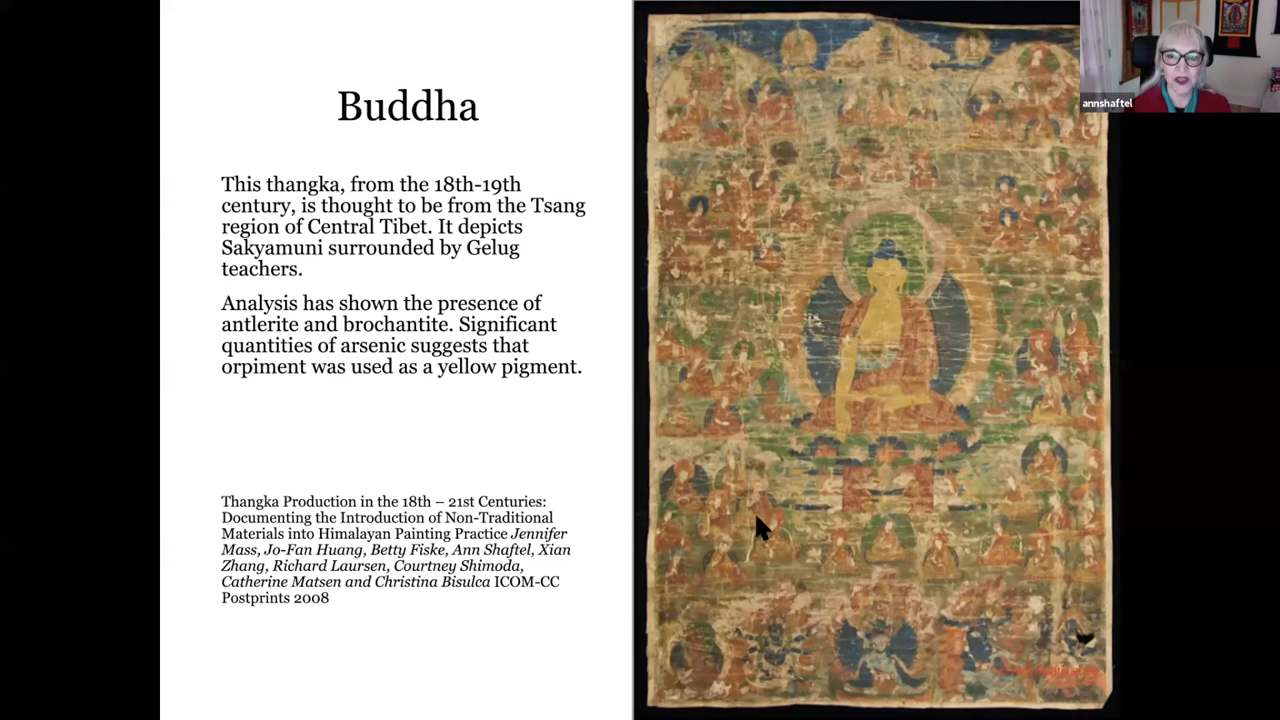 Buddha
This thangka, from the 18th-19th
century, is thought to be from the Tsang
region of Central Tibet. It depicts
Sakyamuni surrounded by Gelug
teachers.
Analysis has shown the presence of
antlerite and brochantite. Significant
quantities of arsenic suggests that
orpiment was used as a yellow pigment.
Thangka Production in the 18th – 21st Centuries:
Documenting the Introduction of Non-Traditional
Materials into Himalayan Painting Practice Jennifer
Mass, Jo-Fan Huang, Betty Fiske, Ann Shaftel, Xian
Zhang, Richard Laursen, Courtney Shimoda,
Catherine Matsen and Christina Bisulca ICOM-CC
Postprints 2008
annshaftel